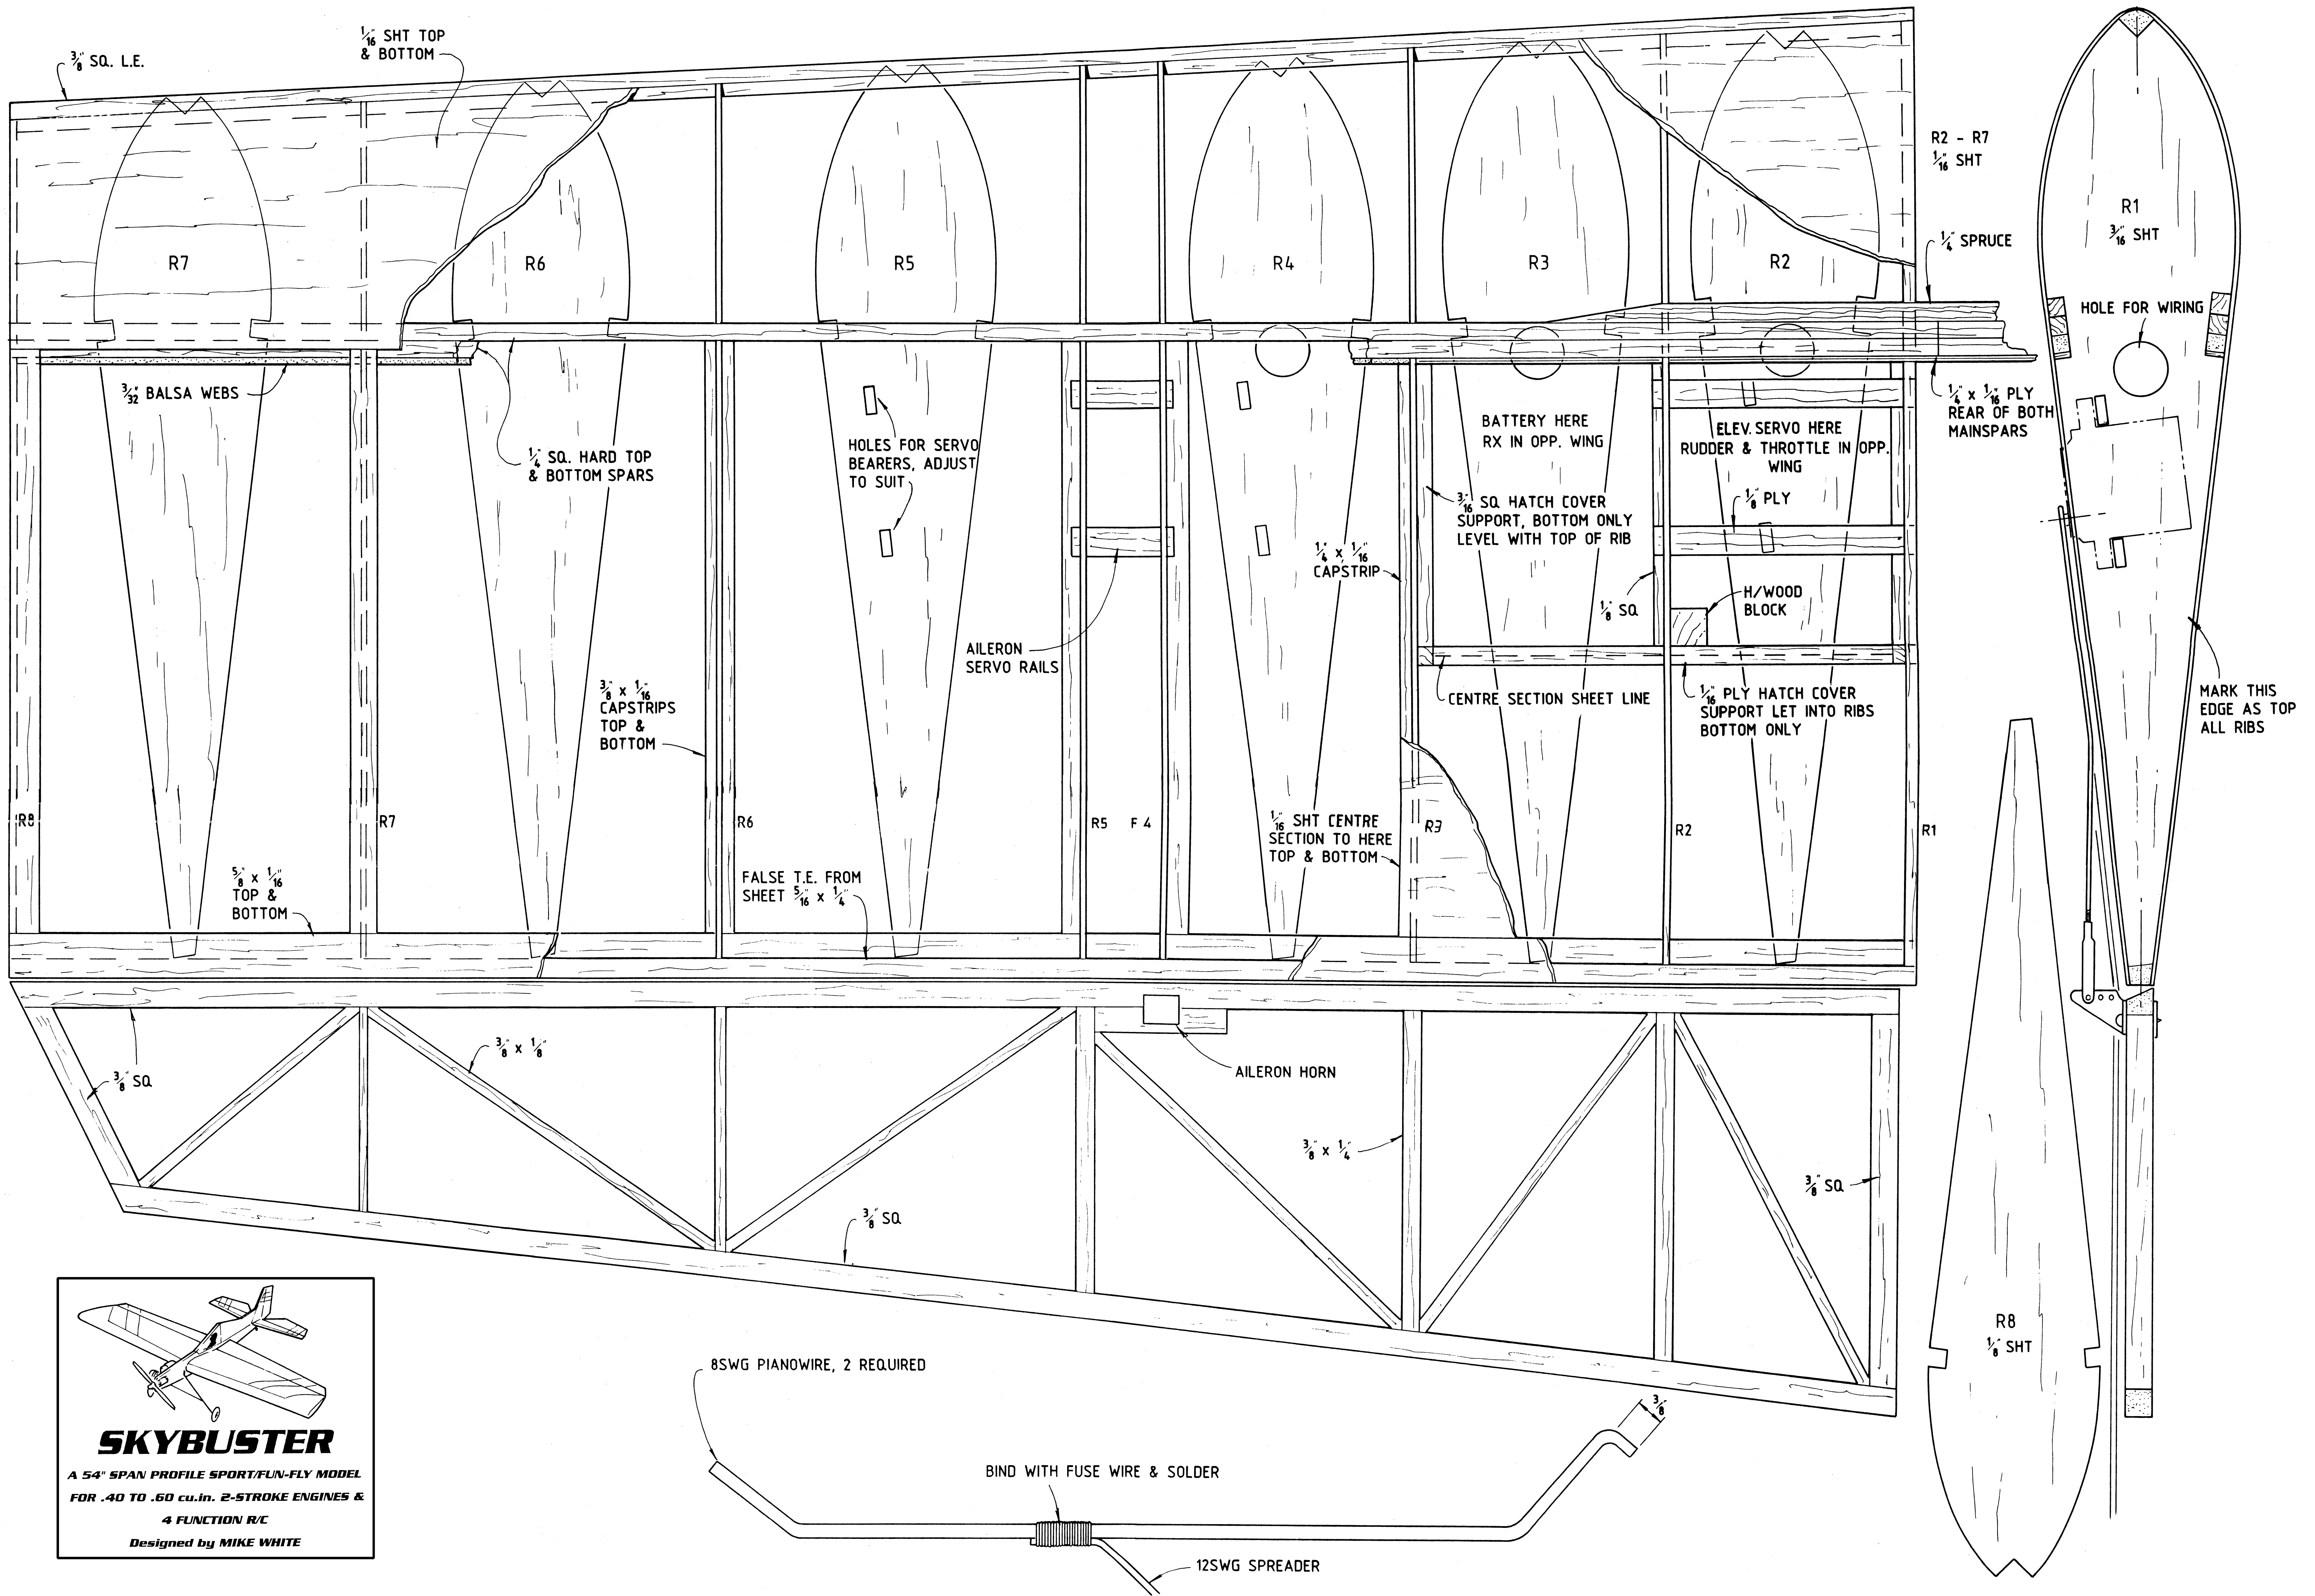 3/8" SQ. L.E.
1/16" SHT TOP
& BOTTOM
R7
R6
R5
R4
R3
R2
R2 - R7
1/16" SHT
1/4" SPRUCE
R1
3/16" SHT
HOLE FOR WIRING
3/32" BALSA WEBS
1/4" SQ. HARD TOP
& BOTTOM SPARS
HOLES FOR SERVO
BEARERS, ADJUST
TO SUIT
BATTERY HERE
RX IN OPP. WING
ELEV. SERVO HERE
RUDDER & THROTTLE IN OPP.
WING
1/4" x 1/16" PLY
REAR OF BOTH
MAINSPARS
3/16" SQ HATCH COVER
SUPPORT, BOTTOM ONLY
LEVEL WITH TOP OF RIB
1/8" PLY
1/4" x 1/16"
CAPSTRIP
1/8" SQ
H/WOOD
BLOCK
AILERON
SERVO RAILS
3/8" x 1/16"
CAPSTRIPS
TOP &
BOTTOM
CENTRE SECTION SHEET LINE
1/16" PLY HATCH COVER
SUPPORT LET INTO RIBS
BOTTOM ONLY
MARK THIS
EDGE AS TOP
ALL RIBS
R8
R7
R6
R5
F 4
1/16" SHT CENTRE
SECTION TO HERE
TOP & BOTTOM
R3
R2
R1
5/8" x 1/16"
TOP &
BOTTOM
FALSE T.E. FROM
SHEET 5/16" x 1/4"
3/8" SQ
3/8" x 1/8"
AILERON HORN
3/8" x 1/4"
3/8" SQ
3/8" SQ
R8
1/8" SHT
8SWG PIANOWIRE, 2 REQUIRED
3/8"
BIND WITH FUSE WIRE & SOLDER
12SWG SPREADER
SKYBUSTER
A 54" SPAN PROFILE SPORT/FUN-FLY MODEL
FOR .40 TO .60 cu.in. 2-STROKE ENGINES &
4 FUNCTION R/C
Designed by MIKE WHITE